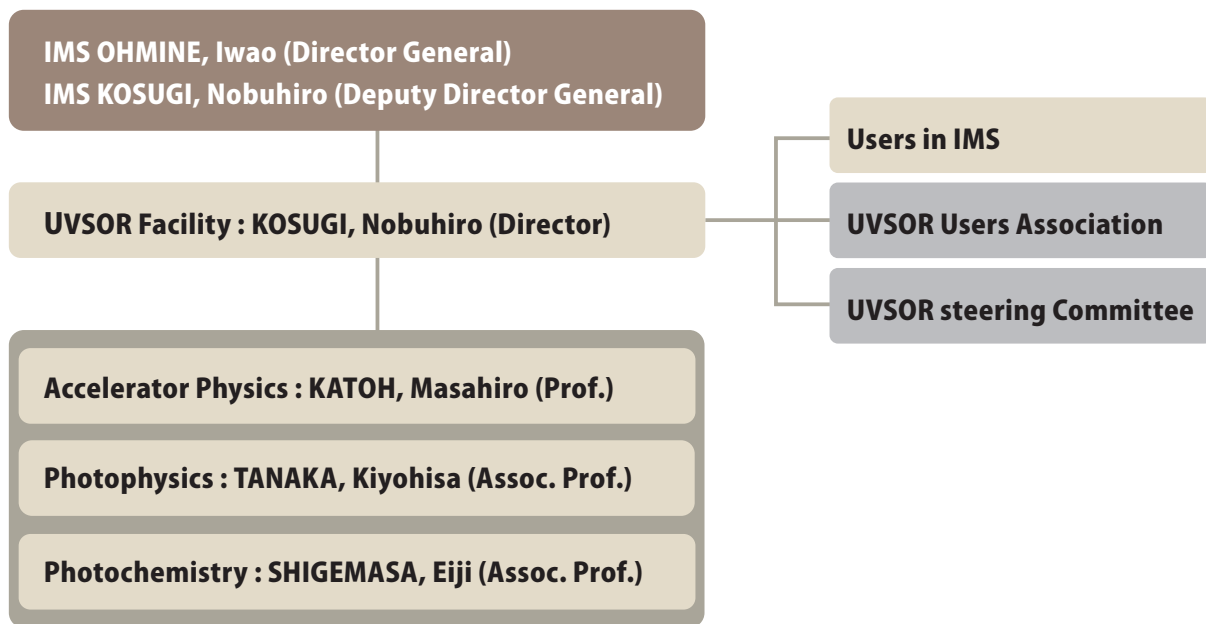 IMS OHMINE, Iwao (Director General)
IMS KOSUGI, Nobuhiro (Deputy Director General)
UVSOR Facility : KOSUGI, Nobuhiro (Director)
Users in IMS
UVSOR Users Association
UVSOR steering Committee
Accelerator Physics : KATOH, Masahiro (Prof.)
Photophysics : TANAKA, Kiyohisa (Assoc. Prof.)
Photochemistry : SHIGEMASA, Eiji (Assoc. Prof.)